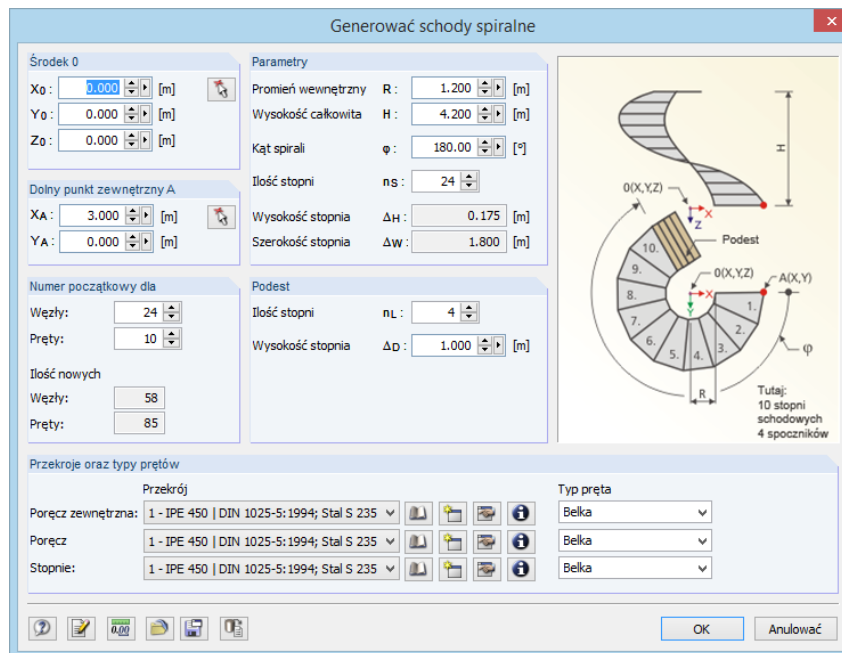 Generować schody spiralne
Środek 0
X0 : 0.000 [m]
Y0 : 0.000 [m]
Z0 : 0.000 [m]
Dolny punkt zewnętrzny A
XA : 3.000 [m]
YA : 0.000 [m]
Numer początkowy dla
Węzły: 24
Pręty: 10
Ilość nowych
Węzły: 58
Pręty: 85
Parametry
Promień wewnętrzny R : 1.200 [m]
Wysokość całkowita H : 4.200 [m]
Kąt spirali φ : 180.00 [°]
Ilość stopni nS : 24
Wysokość stopnia ΔH : 0.175 [m]
Szerokość stopnia ΔW : 1.800 [m]
Podest
Ilość stopni nL : 4
Wysokość stopnia ΔD : 1.000 [m]
H
0(X,Y,Z)
X
Z
Podest
0(X,Y,Z)
A(X,Y)
X
Y
10.
9.
8.
7.
6.
5.
4.
3.
2.
1.
φ
R
Tutaj:
10 stopni
schodowych
4 spoczników
Przekroje oraz typy prętów
Przekrój Typ pręta
Poręcz zewnętrzna: 1 - IPE 450 | DIN 1025-5:1994; Stal S 235 Belka
Poręcz 1 - IPE 450 | DIN 1025-5:1994; Stal S 235 Belka
Stopnie: 1 - IPE 450 | DIN 1025-5:1994; Stal S 235 Belka
0.00
OK Anulować